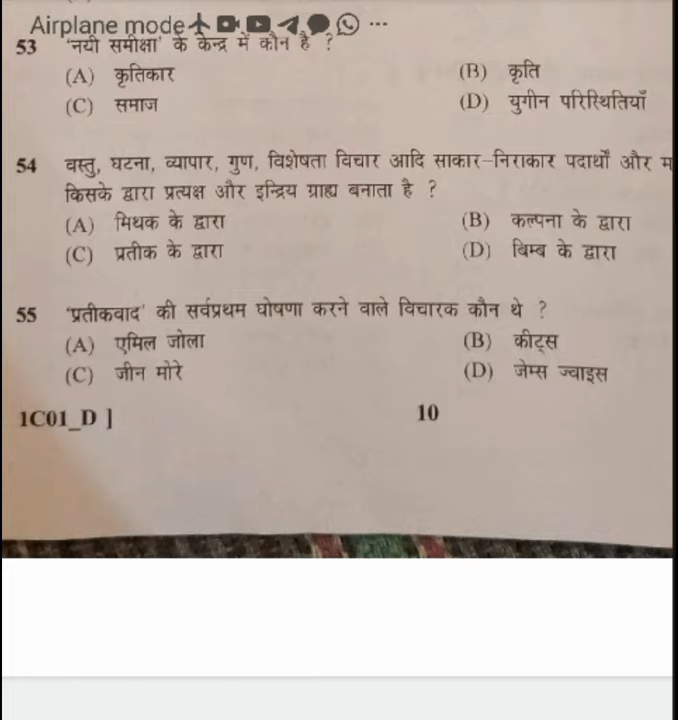 Airplane mode
53 'नयी समीक्षा' के केन्द्र में कौन है ?
(A) कृतिकार (B) कृति
(C) समाज (D) युगीन परिस्थितियाँ
54 वस्तु, घटना, व्यापार, गुण, विशेषता विचार आदि साकार-निराकार पदार्थों और म
किसके द्वारा प्रत्यक्ष और इन्द्रिय ग्राह्य बनाता है ?
(A) मिथक के द्वारा (B) कल्पना के द्वारा
(C) प्रतीक के द्वारा (D) बिम्ब के द्वारा
55 'प्रतीकवाद' की सर्वप्रथम घोषणा करने वाले विचारक कौन थे ?
(A) एमिल जोला (B) कीट्स
(C) जीन मोरे (D) जेम्स ज्वाइस
1C01_D ] 10